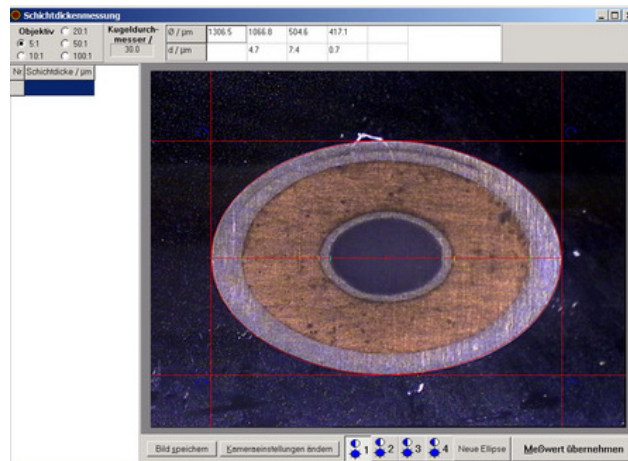 Schichtdickenmessung
Objektiv
5:1
10:1
20:1
50:1
100:1
Kugeldurch-
messer /
30.0
Ø / µm 1306.5 1066.8 504.6 417.1
d / µm 4.7 7.4 0.7
Nr Schichtdicke / µm
Bild speichern
Kameraeinstellungen ändern
1
2
3
4
Neue Ellipse
Meßwert übernehmen